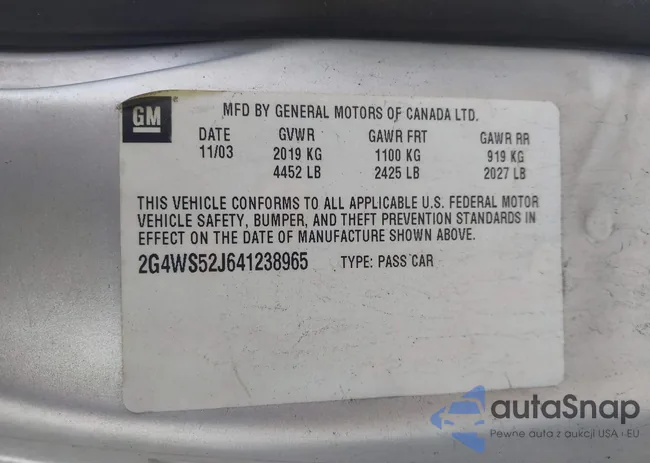 GM
MFD BY GENERAL MOTORS OF CANADA LTD.
DATE GVWR GAWR FRT GAWR RR
11/03 2019 KG 1100 KG 919 KG
4452 LB 2425 LB 2027 LB
THIS VEHICLE CONFORMS TO ALL APPLICABLE U.S. FEDERAL MOTOR
VEHICLE SAFETY, BUMPER, AND THEFT PREVENTION STANDARDS IN
EFFECT ON THE DATE OF MANUFACTURE SHOWN ABOVE.
2G4WS52J641238965 TYPE: PASS CAR
autaSnap
Pewne auta z aukcji USA i EU